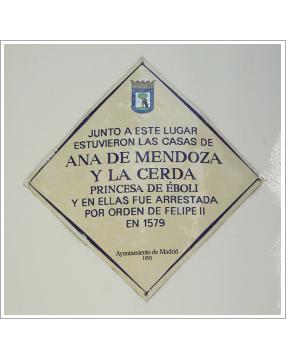 JUNTO A ESTE LUGAR
ESTUVIERON LAS CASAS DE
ANA DE MENDOZA
Y LA CERDA
PRINCESA DE ÉBOLI
Y EN ELLAS FUE ARRESTADA
POR ORDEN DE FELIPE II
EN 1579
Ayuntamiento de Madrid
1991